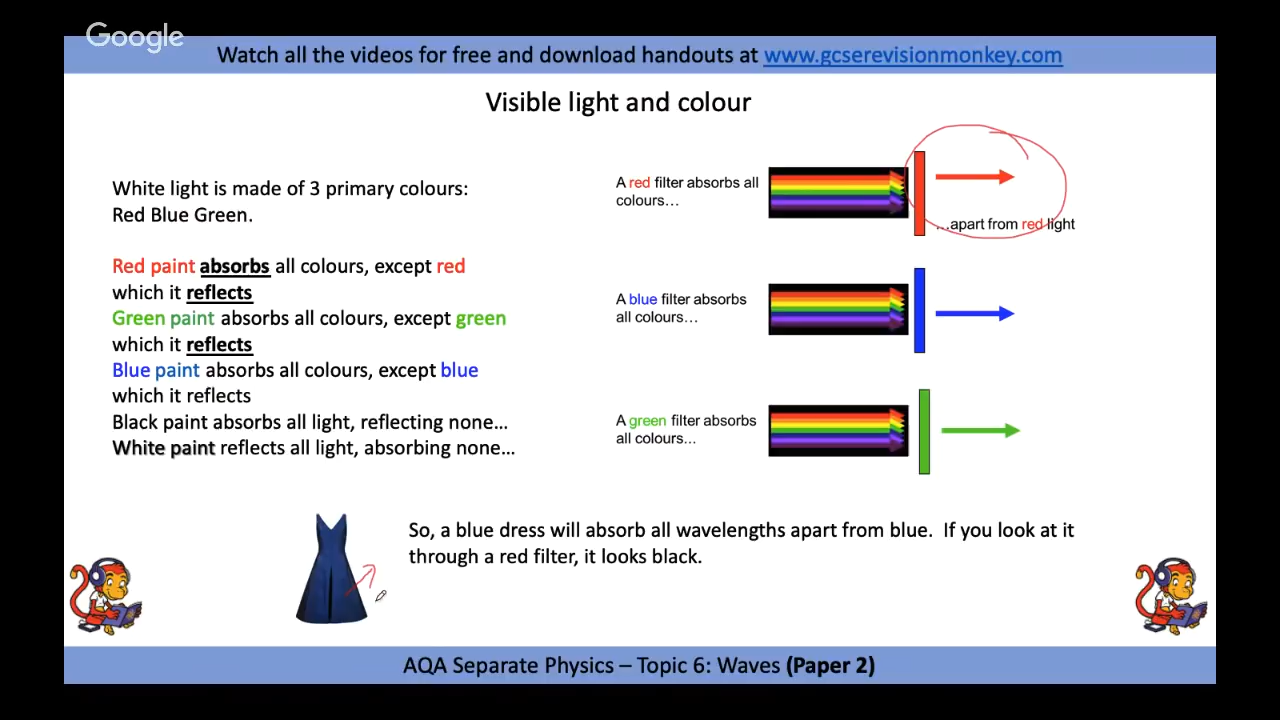 Google
Watch all the videos for free and download handouts at www.gcserevisionmonkey.com
Visible light and colour
White light is made of 3 primary colours:
Red Blue Green.
Red paint absorbs all colours, except red
which it reflects
Green paint absorbs all colours, except green
which it reflects
Blue paint absorbs all colours, except blue
which it reflects
Black paint absorbs all light, reflecting none...
White paint reflects all light, absorbing none...
A red filter absorbs all
colours...
...apart from red light
A blue filter absorbs
all colours...
A green filter absorbs
all colours...
So, a blue dress will absorb all wavelengths apart from blue. If you look at it
through a red filter, it looks black.
AQA Separate Physics – Topic 6: Waves (Paper 2)